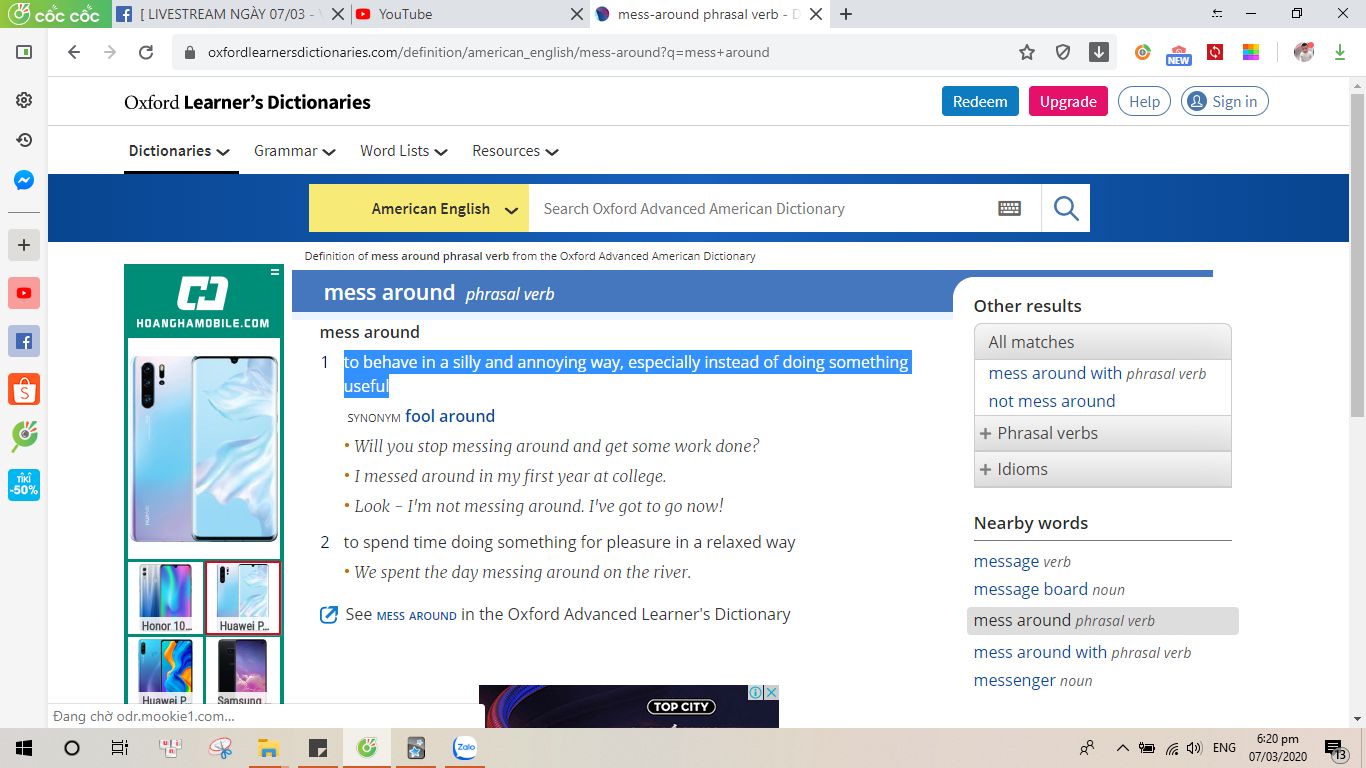 CỐC CỐC
[ LIVESTREAM NGÀY 07/03 -
YouTube
mess-around phrasal verb - D
oxfordlearnersdictionaries.com/definition/american_english/mess-around?q=mess+around
NEW
Oxford Learner's Dictionaries
Redeem
Upgrade
Help
Sign in
Dictionaries
Grammar
Word Lists
Resources
American English
Search Oxford Advanced American Dictionary
Definition of mess around phrasal verb from the Oxford Advanced American Dictionary
HOANGHAMOBILE.COM
Honor 10...
Huawei P...
Huawei P...
Samsung ...
mess around phrasal verb
mess around
1 to behave in a silly and annoying way, especially instead of doing something
useful
SYNONYM fool around
• Will you stop messing around and get some work done?
• I messed around in my first year at college.
• Look – I'm not messing around. I've got to go now!
2 to spend time doing something for pleasure in a relaxed way
• We spent the day messing around on the river.
See MESS AROUND in the Oxford Advanced Learner's Dictionary
TOP CITY
Other results
All matches
mess around with phrasal verb
not mess around
+ Phrasal verbs
+ Idioms
Nearby words
message verb
message board noun
mess around phrasal verb
mess around with phrasal verb
messenger noun
TIKI
-50%
Đang chờ odr.mookie1.com...
Zalo
ENG
6:20 pm
07/03/2020
13